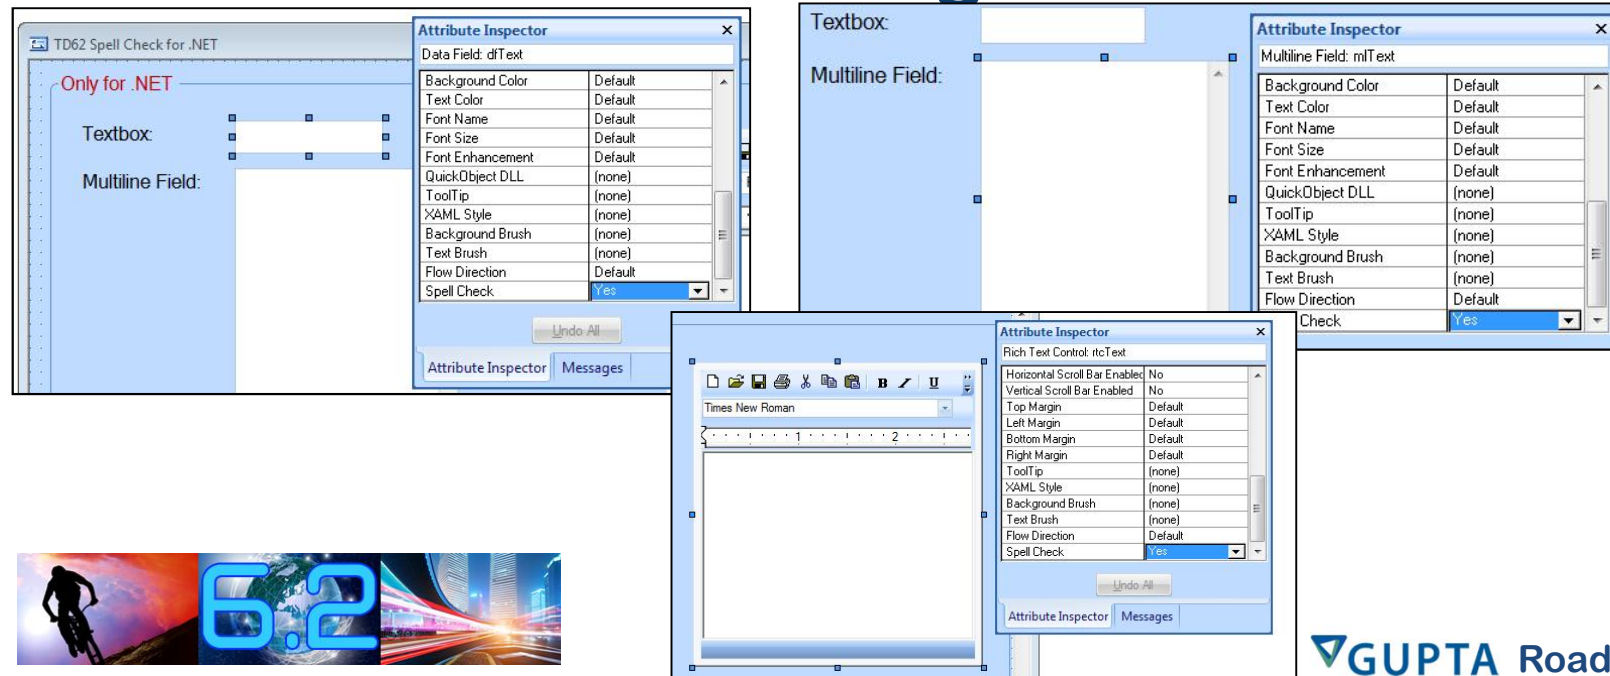 TD62 Spell Check for .NET
Only for .NET
Textbox:
Multiline Field:
Attribute Inspector
Data Field: dfText
Background Color Default
Text Color Default
Font Name Default
Font Size Default
Font Enhancement Default
QuickObject DLL (none)
ToolTip (none)
XAML Style (none)
Background Brush (none)
Text Brush (none)
Flow Direction Default
Spell Check Yes
Undo All
Attribute Inspector Messages
Textbox:
Multiline Field:
Attribute Inspector
Multiline Field: mlText
Background Color Default
Text Color Default
Font Name Default
Font Size Default
Font Enhancement Default
QuickObject DLL (none)
ToolTip (none)
XAML Style (none)
Background Brush (none)
Text Brush (none)
Flow Direction Default
Check Yes
B I U
Times New Roman
1 2
Attribute Inspector
Rich Text Control: rtcText
Horizontal Scroll Bar Enabled No
Vertical Scroll Bar Enabled No
Top Margin Default
Left Margin Default
Bottom Margin Default
Right Margin Default
ToolTip (none)
XAML Style (none)
Background Brush (none)
Text Brush (none)
Flow Direction Default
Spell Check Yes
Undo All
Attribute Inspector Messages
6.2
GUPTA Road